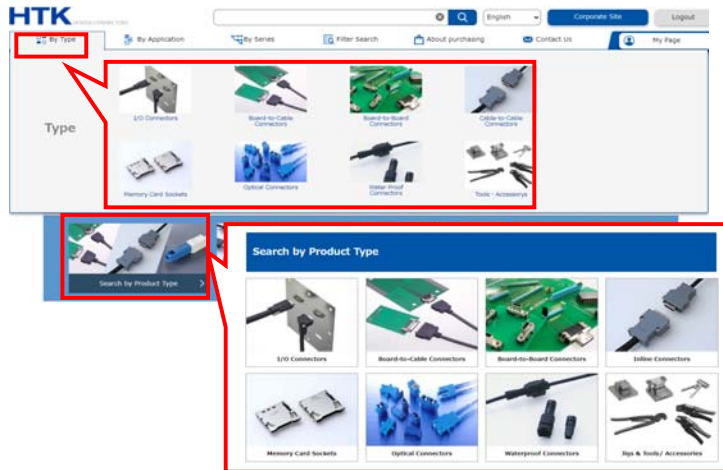 HTK
English
Corporate Site
Logout
By Type
By Application
By Series
Filter Search
About purchasing
Contact Us
My Page
Type
I/O Connectors
Board-to-Cable
Connectors
Board-to-Board
Connectors
Cable-to-Cable
Connectors
Memory Card Sockets
Optical Connectors
Water Proof
Connectors
Tools・Accessorys
Search by Product Type
Search by Product Type
I/O Connectors
Board-to-Cable Connectors
Board-to-Board Connectors
Inline Connectors
Memory Card Sockets
Optical Connectors
Waterproof Connectors
Jigs & Tools/ Accessories